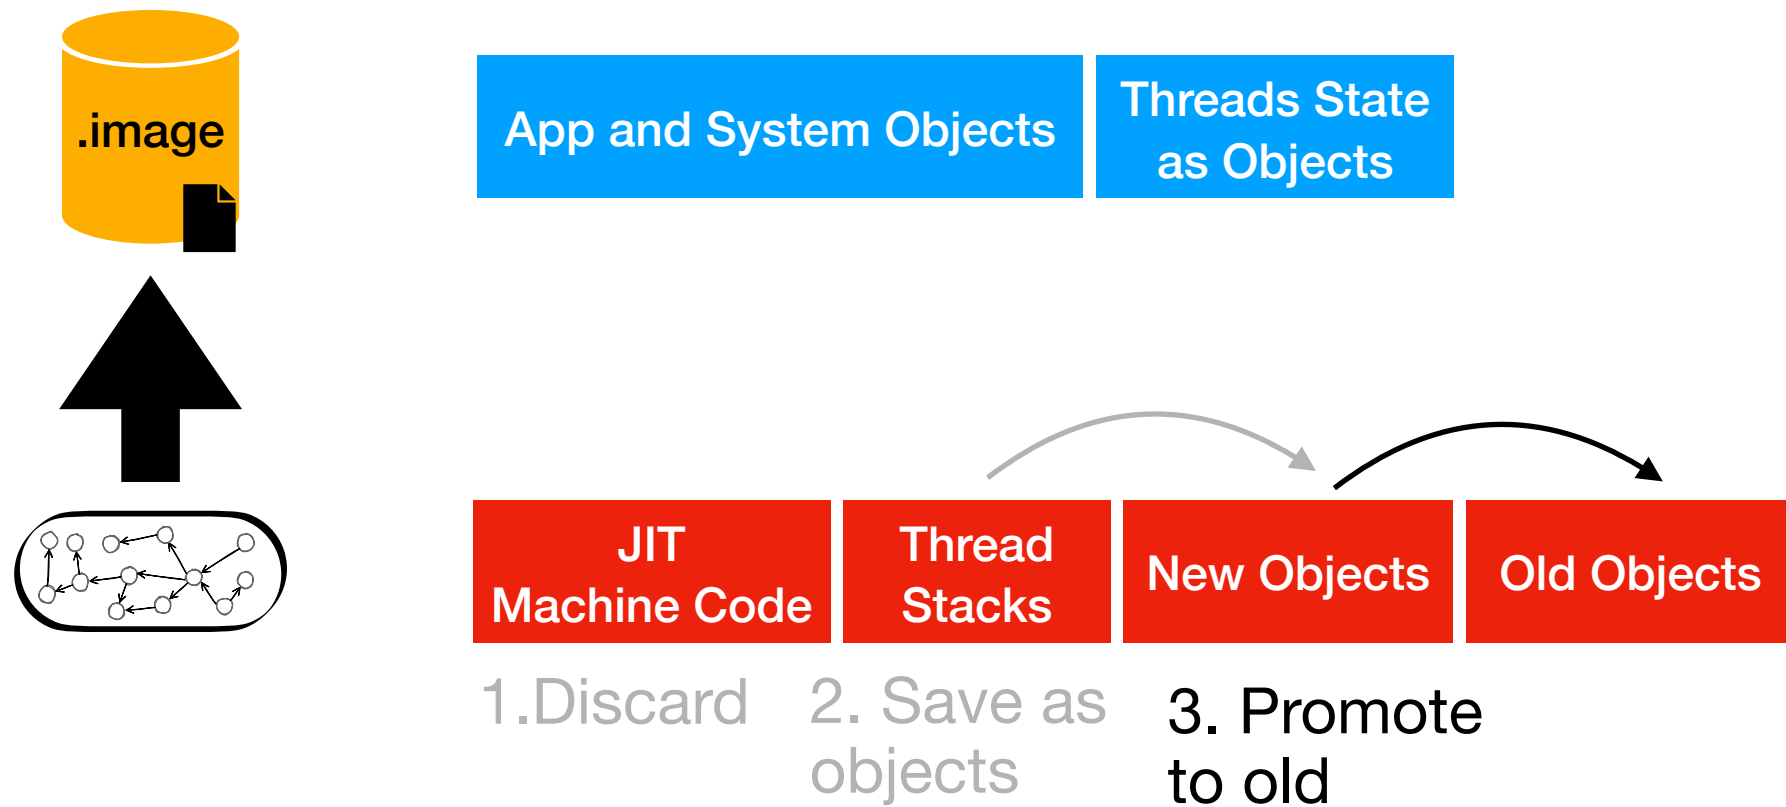 .image
App and System Objects
Threads State
as Objects
JIT
Machine Code
Thread
Stacks
New Objects
Old Objects
1.Discard
2. Save as
objects
3. Promote
to old